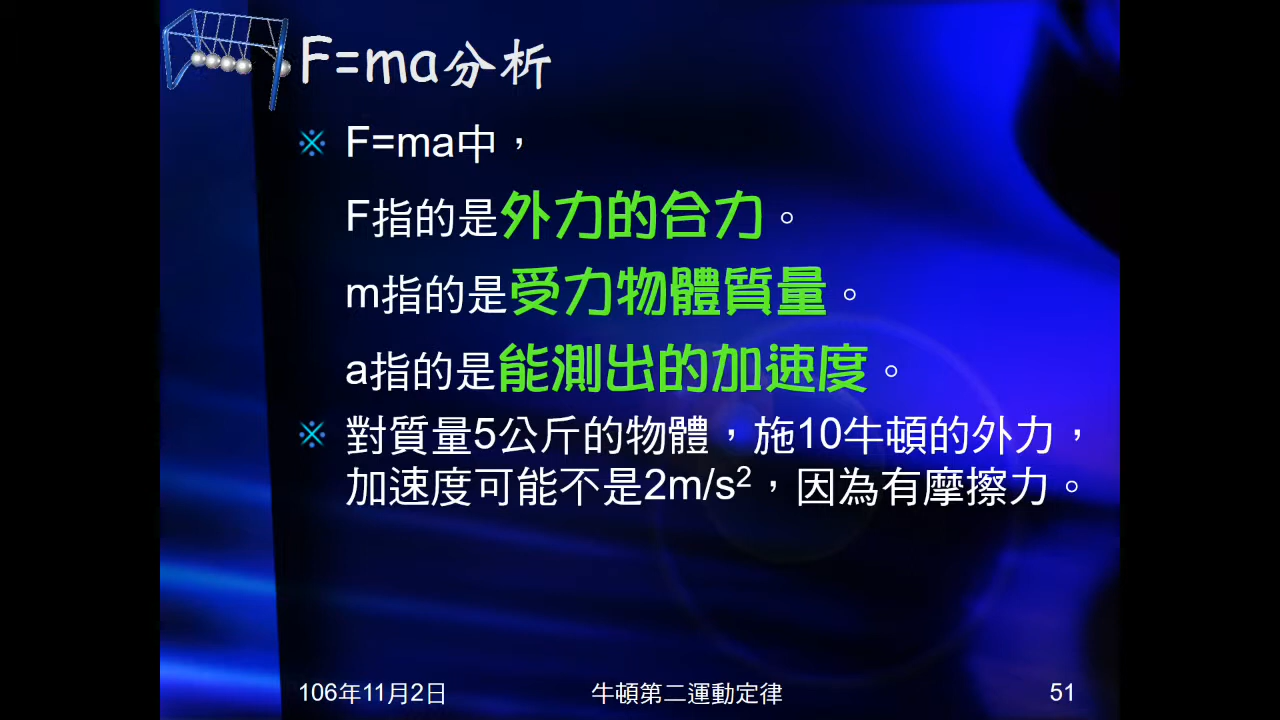 F=ma分析
※ F=ma中，
F指的是外力的合力。
m指的是受力物體質量。
a指的是能測出的加速度。
※ 對質量5公斤的物體，施10牛頓的外力，
加速度可能不是2m/s²，因為有摩擦力。
106年11月2日
牛頓第二運動定律
51